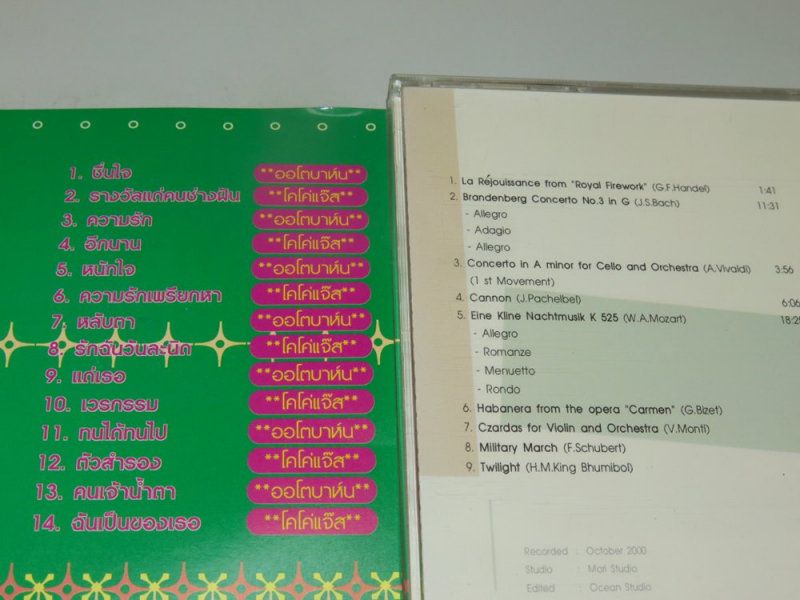 1. ชื่นใจ **ออโตบาห์น**
2. รางวัลแด่คนช่างฝัน **โคโค่แจ๊ส**
3. ความรัก **ออโตบาห์น**
4. อีกนาน **โคโค่แจ๊ส**
5. หนักใจ **ออโตบาห์น**
6. ความรักเพรียกหา **โคโค่แจ๊ส**
7. หลับตา **ออโตบาห์น**
8. รักฉันวันละนิด **โคโค่แจ๊ส**
9. แด่เธอ **ออโตบาห์น**
10. เวรกรรม **โคโค่แจ๊ส**
11. ทนได้ทนไป **ออโตบาห์น**
12. ตัวสำรอง **โคโค่แจ๊ส**
13. คนเจ้าน้ำตา **ออโตบาห์น**
14. ฉันเป็นของเธอ **โคโค่แจ๊ส**
1. La Réjouissance from "Royal Firework" (G.F.Handel) 1:41
2. Brandenberg Concerto No.3 in G (J.S.Bach) 11:31
- Allegro
- Adagio
- Allegro
3. Concerto in A minor for Cello and Orchestra (A.Vivaldi) 3:56
(1 st Movement)
4. Cannon (J.Pachelbel) 6:06
5. Eine Kline Nachtmusik K 525 (W.A.Mozart)
- Allegro
- Romanze
- Menuetto
- Rondo
6. Habanera from the opera "Carmen" (G.Bizet)
7. Czardas for Violin and Orchestra (V.Monti)
8. Military March (F.Schubert)
9. Twilight (H.M.King Bhumibol)
Recorded : October 2000
Studio : Mori Studio
Edited : Ocean Studio